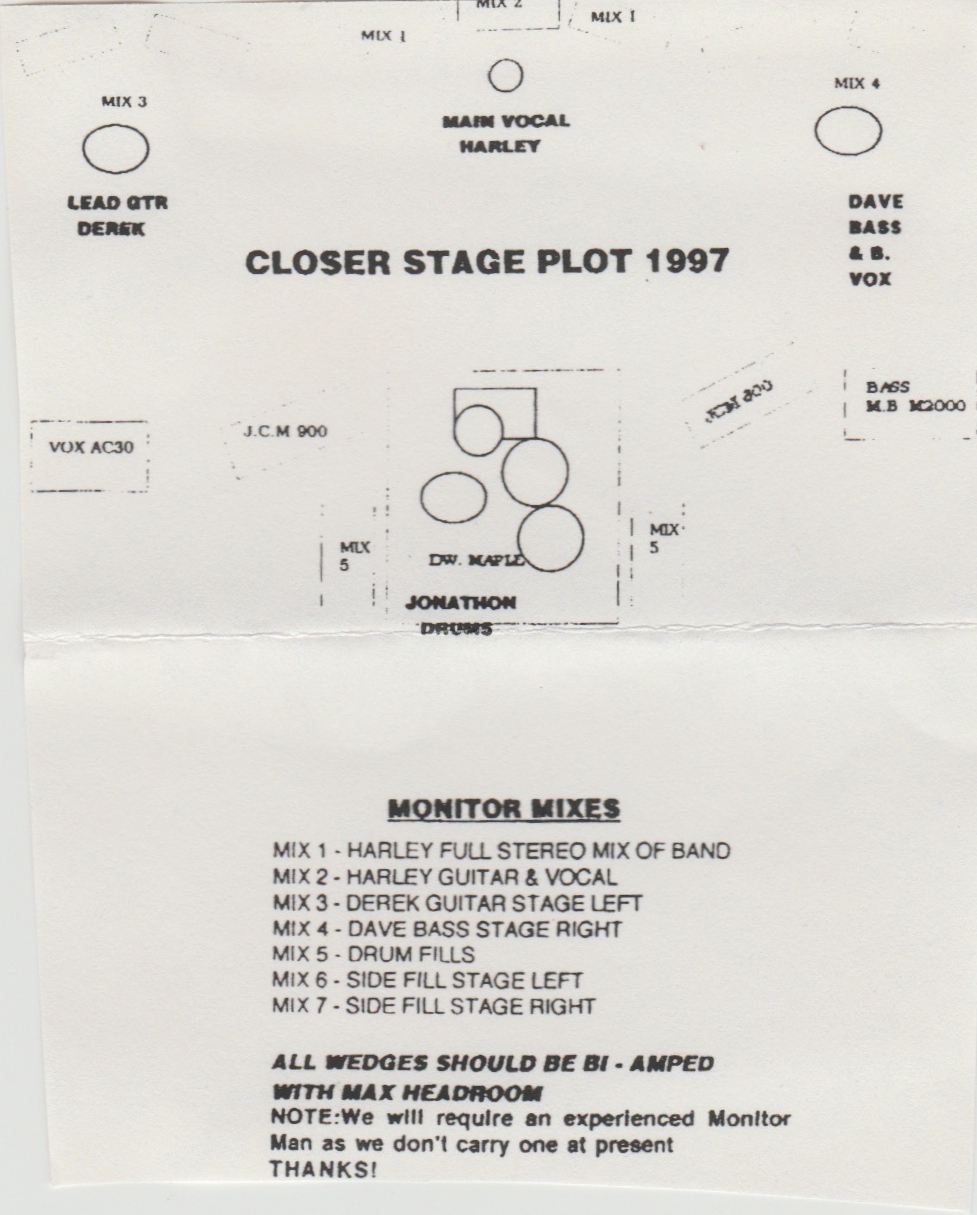 MIX 2
MIX 1
MIX 1
MIX 3
MIX 4
MAIN VOCAL
HARLEY
LEAD GTR
DEREK
DAVE
BASS
& B.
VOX
CLOSER STAGE PLOT 1997
VOX AC30
J.C.M 900
JCM 800
BASS
M.B M2000
MIX
5
MIX
5
DW. MAPLE
JONATHON
DRUMS
MONITOR MIXES
MIX 1 - HARLEY FULL STEREO MIX OF BAND
MIX 2 - HARLEY GUITAR & VOCAL
MIX 3 - DEREK GUITAR STAGE LEFT
MIX 4 - DAVE BASS STAGE RIGHT
MIX 5 - DRUM FILLS
MIX 6 - SIDE FILL STAGE LEFT
MIX 7 - SIDE FILL STAGE RIGHT
ALL WEDGES SHOULD BE BI - AMPED
WITH MAX HEADROOM
NOTE:We will require an experienced Monitor
Man as we don't carry one at present
THANKS!